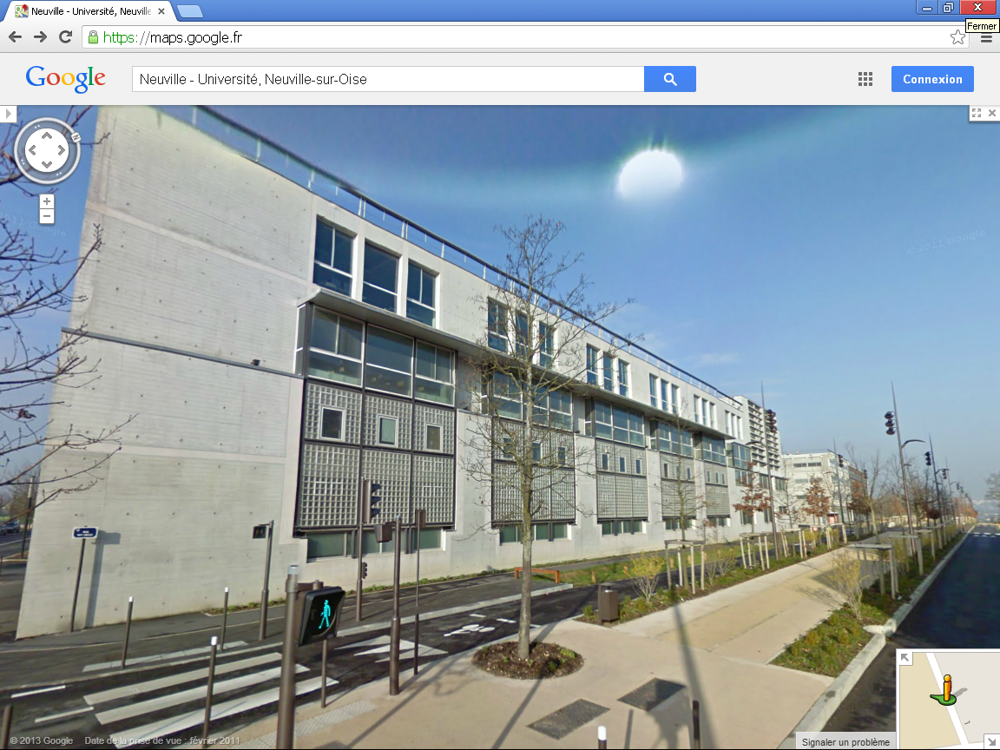 Neuville - Université, Neuville
Fermer
https://maps.google.fr
Google
Neuville - Université, Neuville-sur-Oise
Connexion
N
© 2011 Google
© 2013 Google Date de la prise de vue : février 2011
Signaler un problème